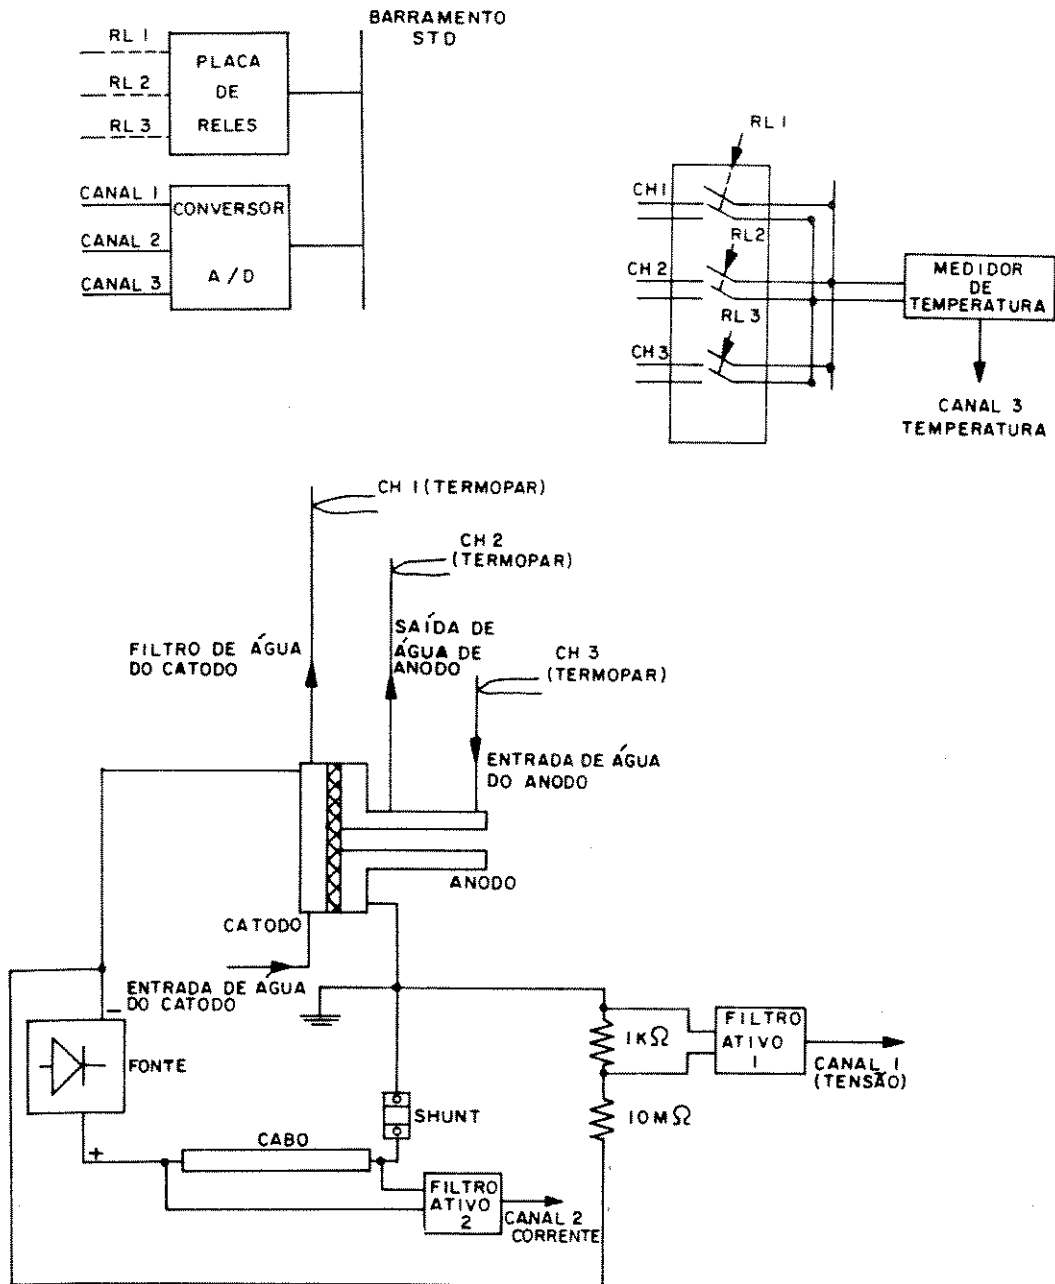 BARRAMENTO
STD
RL 1
RL 2
RL 3
PLACA
DE
RELES
CANAL 1
CANAL 2
CANAL 3
CONVERSOR
A/D
RL 1
CH1
RL2
CH2
RL3
CH3
MEDIDOR
DE
TEMPERATURA
CANAL 3
TEMPERATURA
CH 1 (TERMOPAR)
CH 2
(TERMOPAR)
FILTRO DE ÁGUA
DO CATODO
SAÍDA DE
ÁGUA DE
ANODO
CH 3
(TERMOPAR)
ENTRADA DE ÁGUA
DO ANODO
ANODO
CATODO
ENTRADA DE ÁGUA
DO CATODO
-
FONTE
+
CABO
SHUNT
1KΩ
10MΩ
FILTRO
ATIVO
1
CANAL 1
(TENSÃO)
FILTRO
ATIVO
2
CANAL 2
CORRENTE